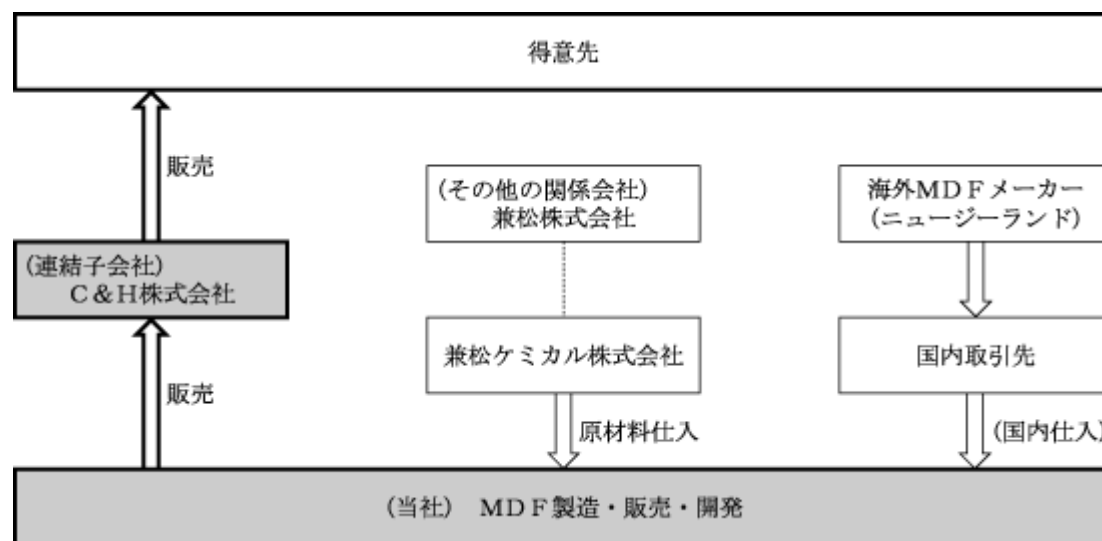 得意先
販売
(その他の関係会社)
兼松株式会社
海外MDFメーカー
(ニュージーランド)
(連結子会社)
C&H株式会社
兼松ケミカル株式会社
国内取引先
販売
原材料仕入
(国内仕入)
(当社) MDF製造・販売・開発